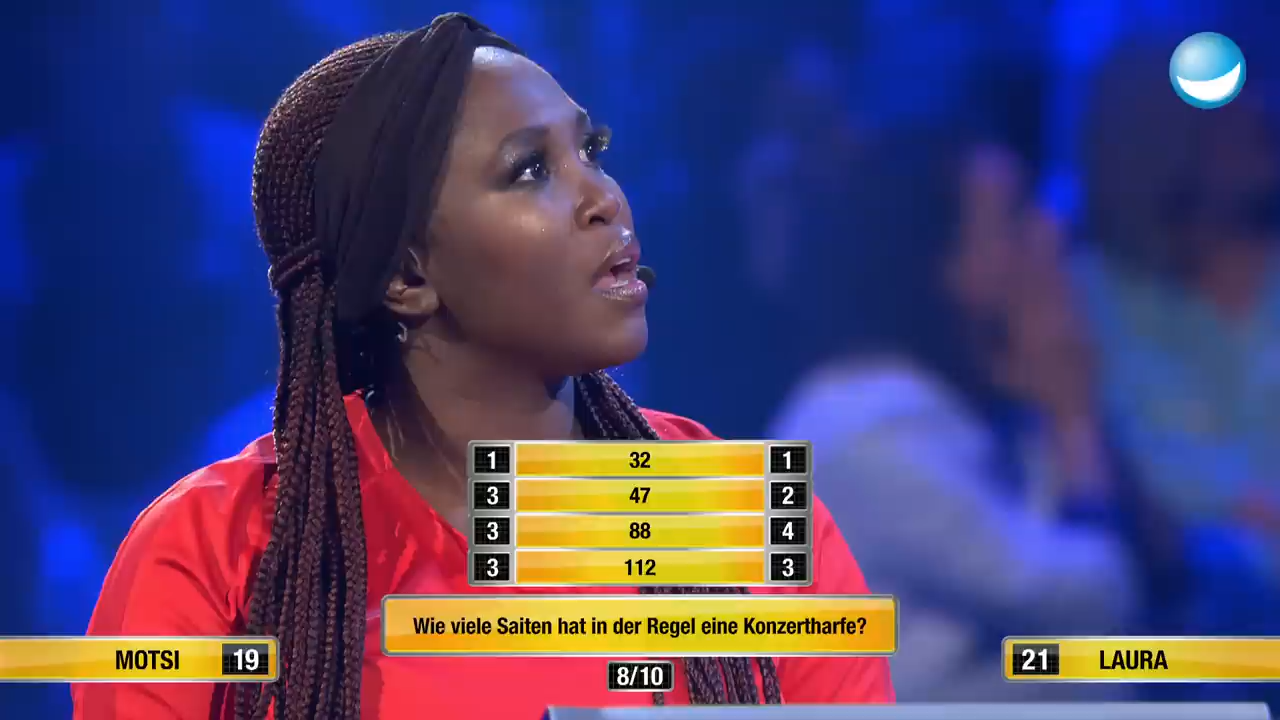 1 32 1
3 47 2
3 88 4
3 112 3
Wie viele Saiten hat in der Regel eine Konzertharfe?
MOTSI 19
21 LAURA
8/10